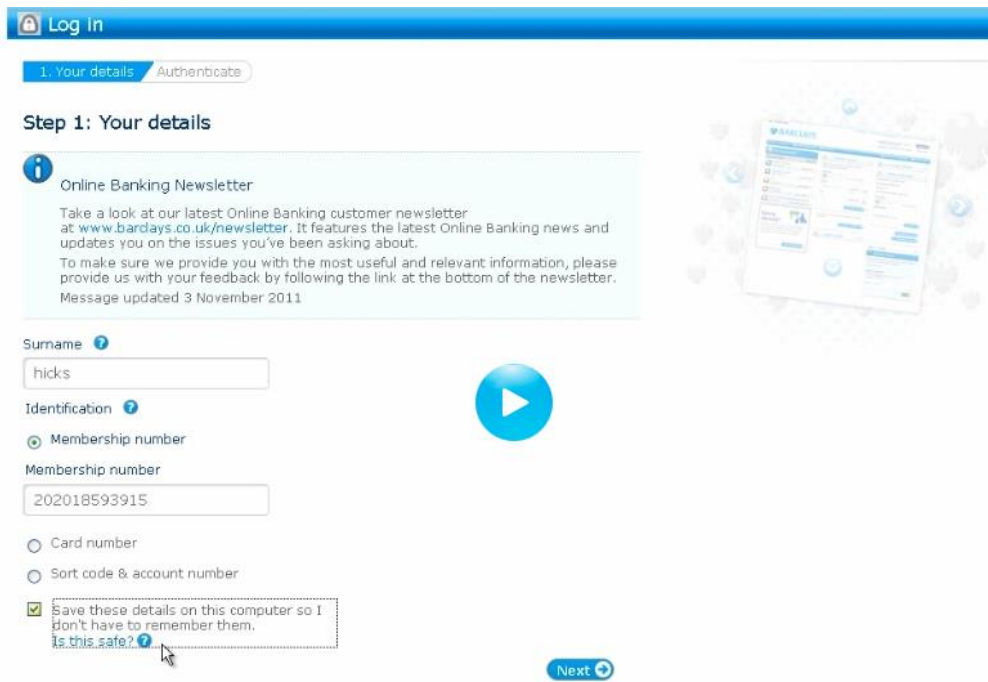 Log in
1. Your details Authenticate
Step 1: Your details
Online Banking Newsletter
Take a look at our latest Online Banking customer newsletter
at www.barclays.co.uk/newsletter. It features the latest Online Banking news and
updates you on the issues you've been asking about.
To make sure we provide you with the most useful and relevant information, please
provide us with your feedback by following the link at the bottom of the newsletter.
Message updated 3 November 2011
BARCLAYS
Surname
hicks
Identification
Membership number
Membership number
202018593915
Card number
Sort code & account number
Save these details on this computer so I
don't have to remember them.
Is this safe?
Next